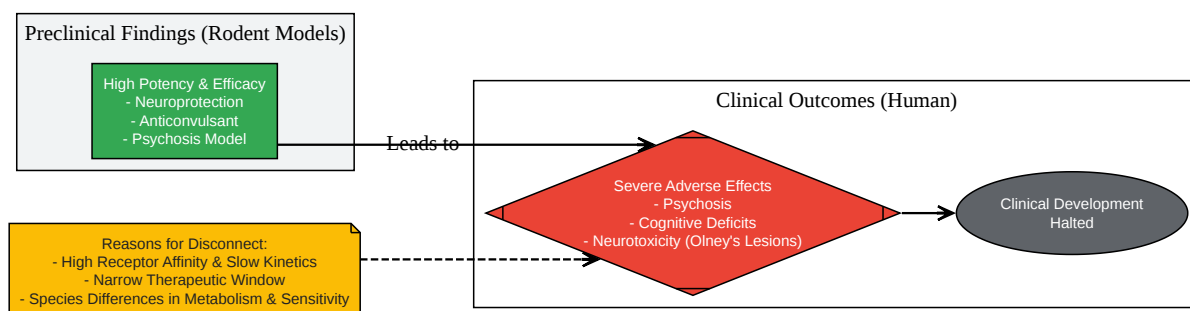 Preclinical Findings (Rodent Models)
High Potency & Efficacy
- Neuroprotection
- Anticonvulsant
- Psychosis Model
Leads to
Clinical Outcomes (Human)
Severe Adverse Effects
- Psychosis
- Cognitive Deficits
- Neurotoxicity (Olney's Lesions)
Clinical Development
Halted
Reasons for Disconnect:
- High Receptor Affinity & Slow Kinetics
- Narrow Therapeutic Window
- Species Differences in Metabolism & Sensitivity